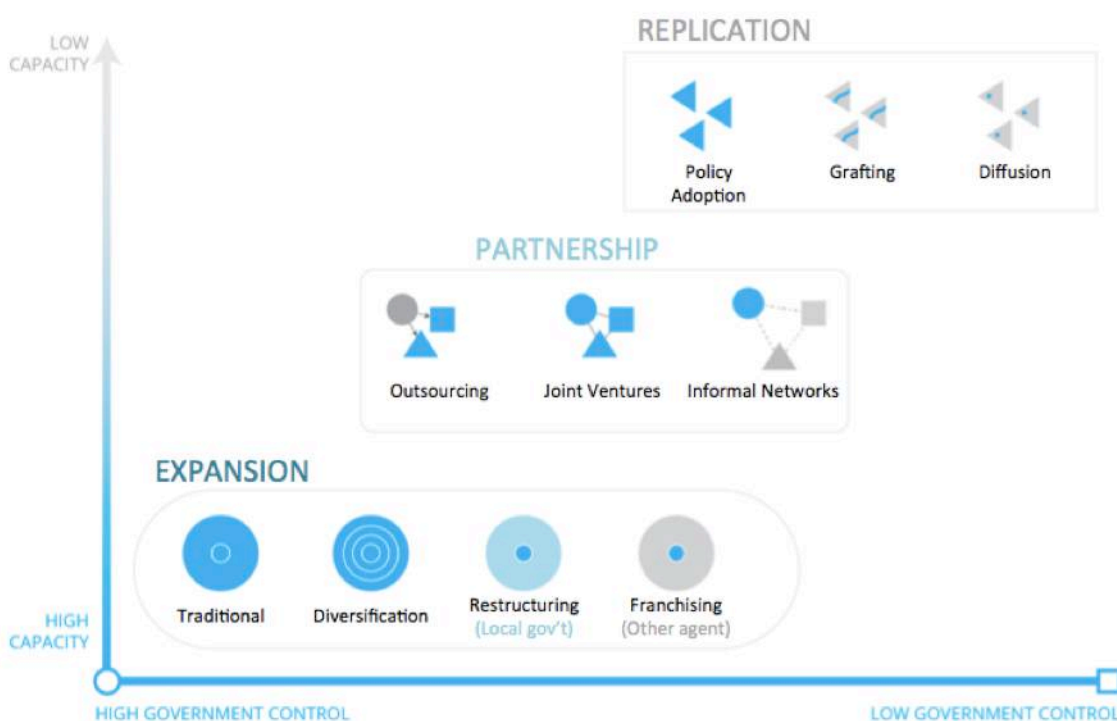 REPLICATION
LOW
CAPACITY
Policy
Adoption
Grafting
Diffusion
PARTNERSHIP
Outsourcing
Joint Ventures
Informal Networks
EXPANSION
Traditional
Diversification
Restructuring
(Local gov't)
Franchising
(Other agent)
HIGH
CAPACITY
HIGH GOVERNMENT CONTROL
LOW GOVERNMENT CONTROL